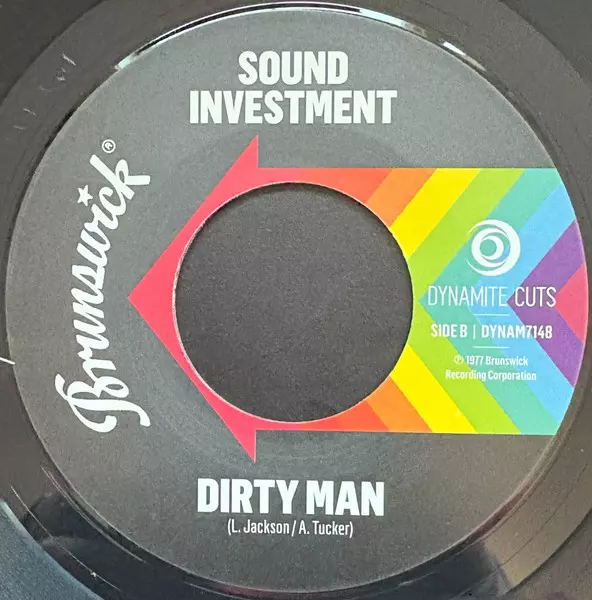 SOUND
INVESTMENT
Brunswick®
DYNAMITE CUTS
SIDE B | DYNAM7148
℗ 1977 Brunswick
Recording Corporation
DIRTY MAN
(L. Jackson / A. Tucker)